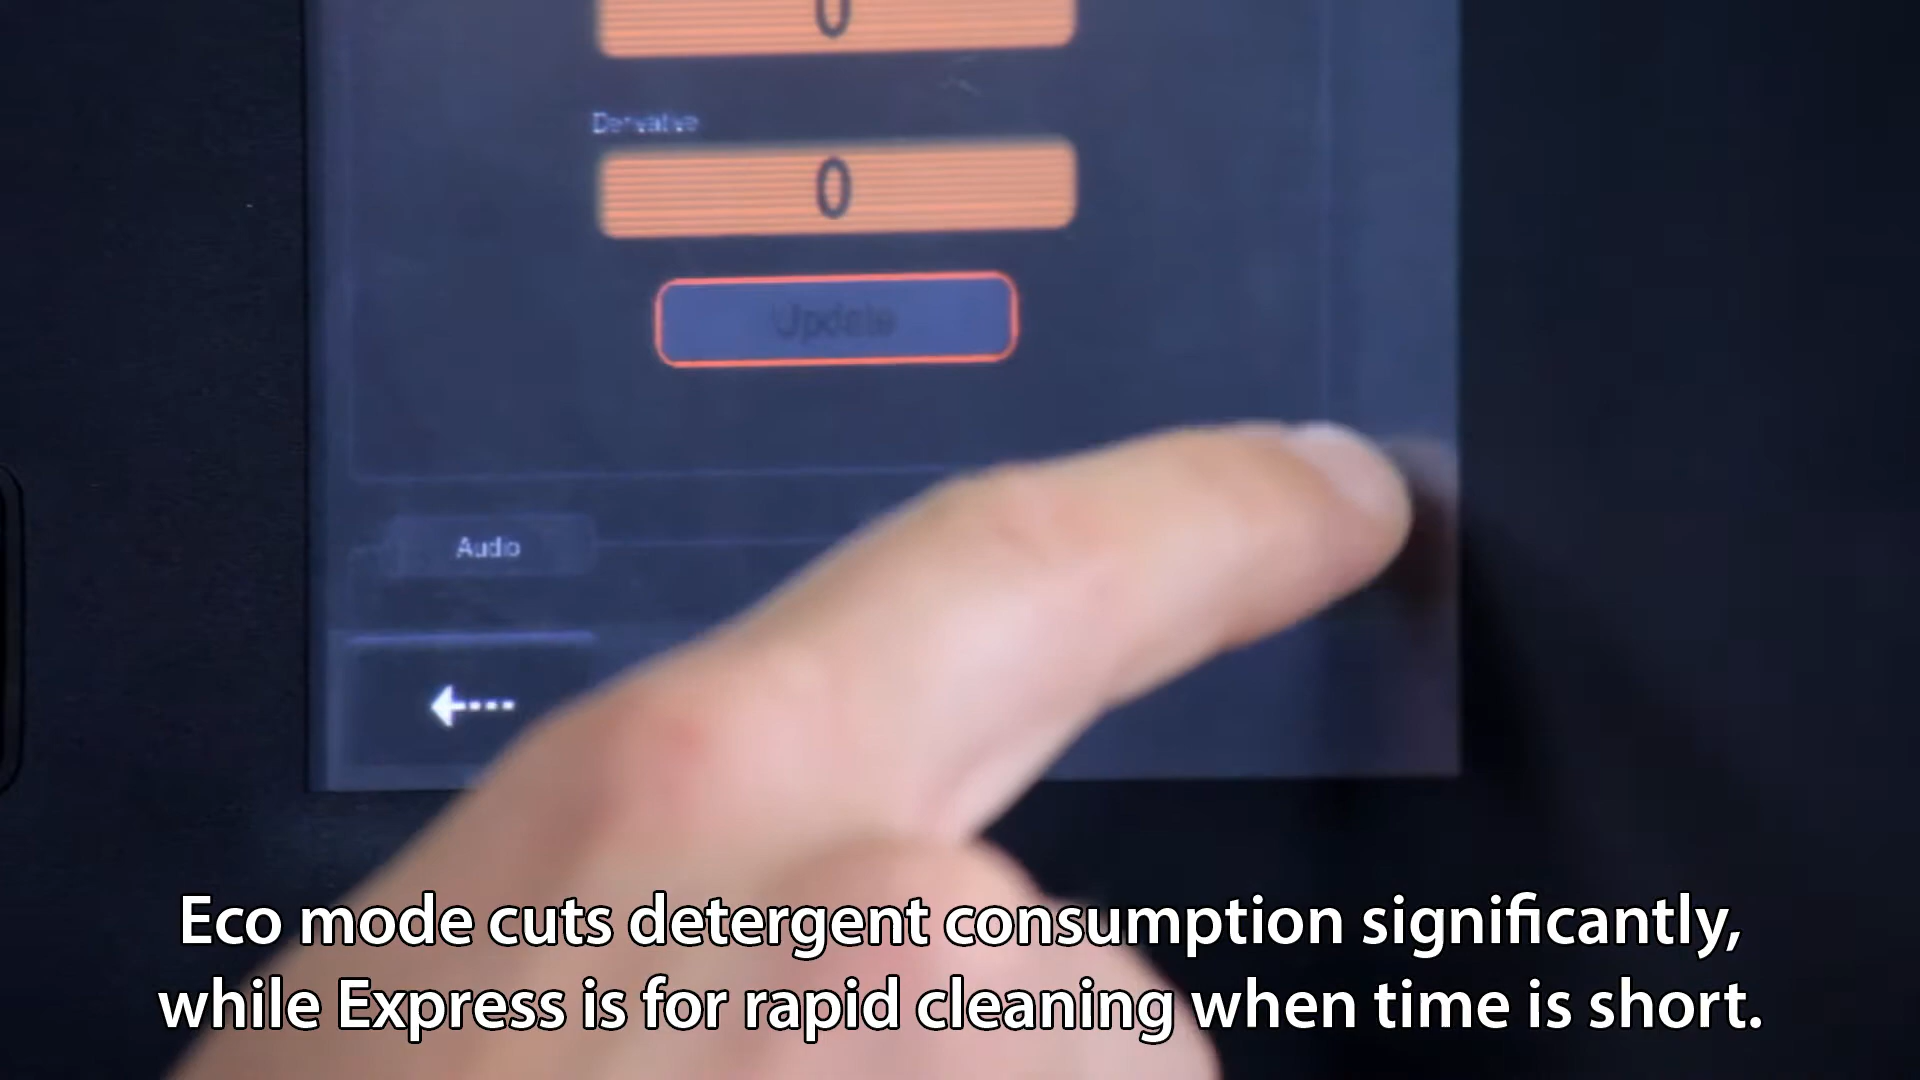 0
Derivative
0
Update
Audio
Eco mode cuts detergent consumption significantly,
while Express is for rapid cleaning when time is short.